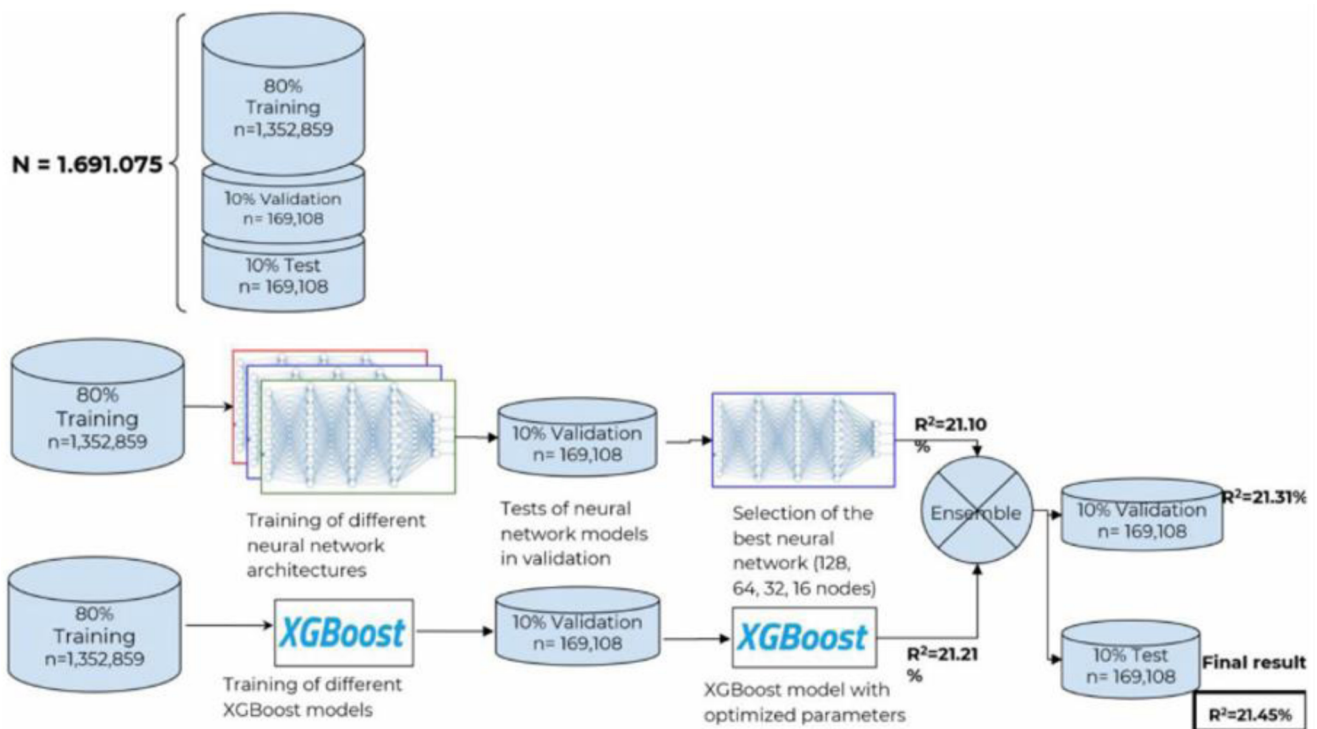 80%
Training
n=1,352,859
N = 1.691.075
10% Validation
n= 169,108
10% Test
n= 169,108
80%
Training
n=1,352,859
10% Validation
n= 169,108
R²=21.10
%
Training of different
neural network
architectures
Tests of neural
network models
in validation
Selection of the
best neural
network (128,
64, 32, 16 nodes)
Ensemble
10% Validation
n= 169,108
R²=21.31%
80%
Training
n=1,352,859
XGBoost
10% Validation
n= 169,108
XGBoost
R²=21.21
%
Training of different
XGBoost models
XGBoost model with
optimized parameters
10% Test
n= 169,108
Final result
R²=21.45%